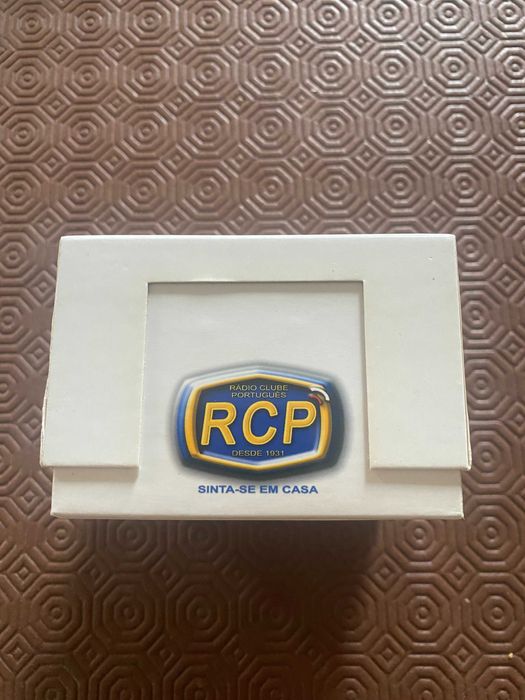 RÁDIO CLUBE
PORTUGUÊS
RCP
DESDE 1931
SINTA-SE EM CASA